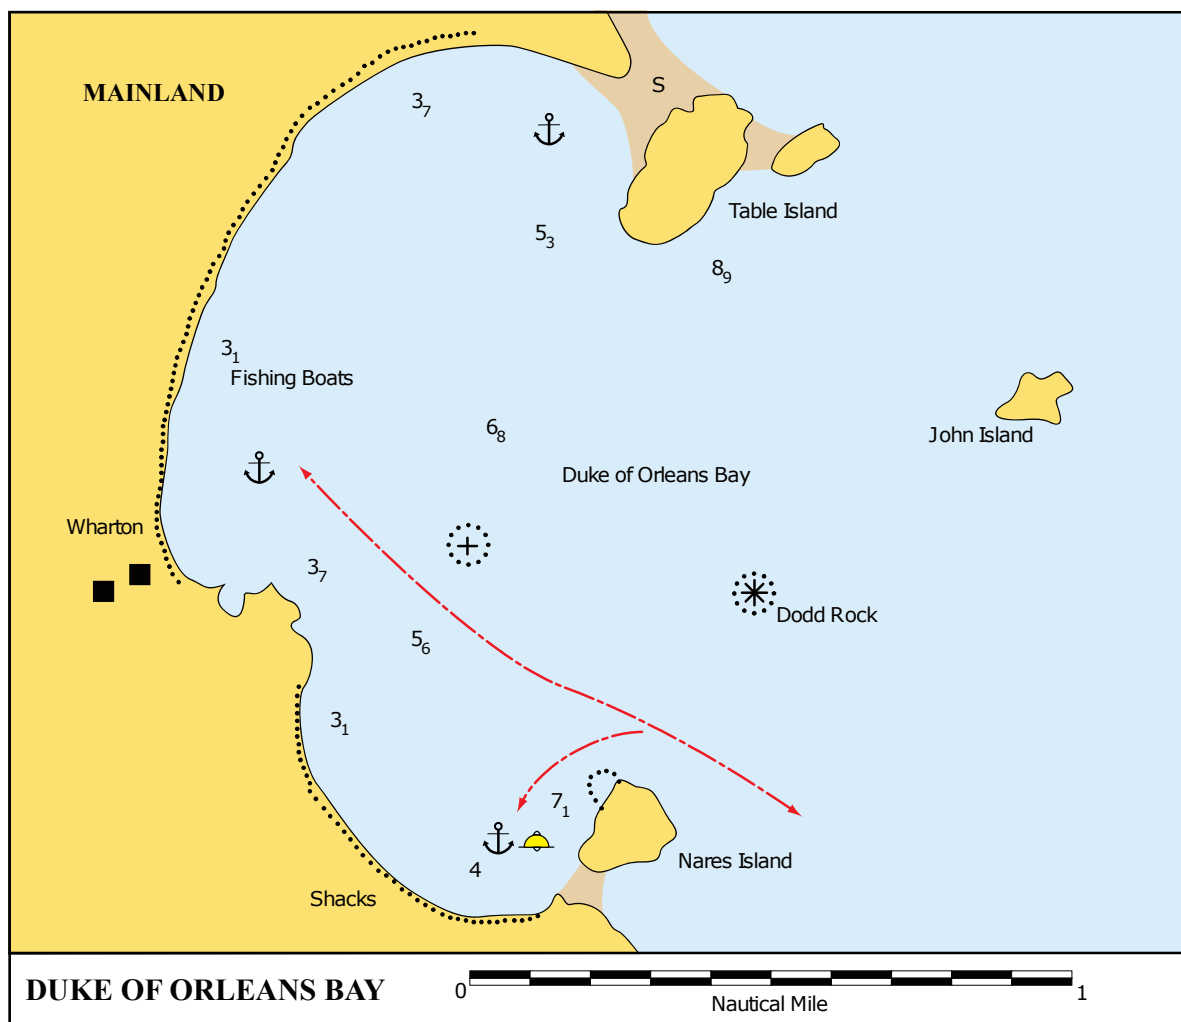 MAINLAND
S
3₇
Table Island
5₃
8₉
3₁
Fishing Boats
6₈
John Island
Duke of Orleans Bay
Wharton
3₇
Dodd Rock
5₆
3₁
7₁
Nares Island
4
Shacks
DUKE OF ORLEANS BAY
0
1
Nautical Mile